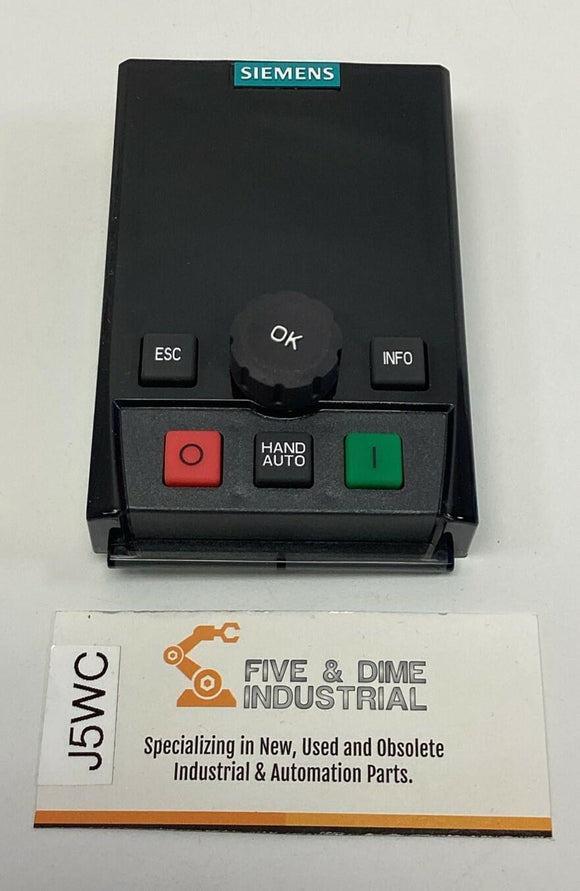 SIEMENS
OK
ESC
INFO
O
HAND
AUTO
I
J5WC
FIVE & DIME
INDUSTRIAL
Specializing in New, Used and Obsolete
Industrial & Automation Parts.